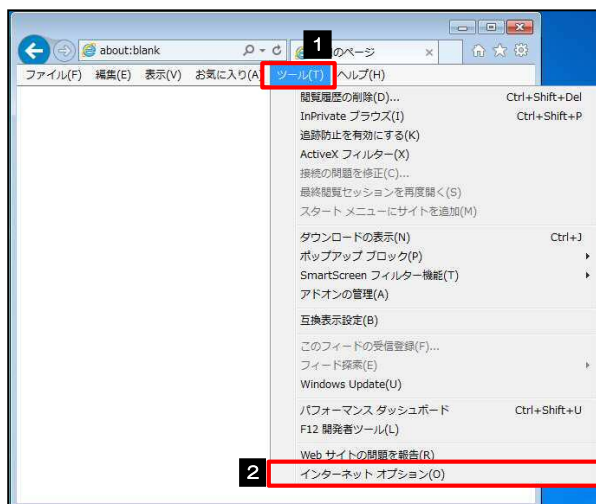 about:blank
1
のページ
ファイル(F) 編集(E) 表示(V) お気に入り(A) ツール(T) ヘルプ(H)
閲覧履歴の削除(D)... Ctrl+Shift+Del
InPrivate ブラウズ(I) Ctrl+Shift+P
追跡防止を有効にする(K)
ActiveX フィルター(X)
接続の問題を修正(C)...
最終閲覧セッションを再度開く(S)
スタート メニューにサイトを追加(M)
ダウンロードの表示(N) Ctrl+J
ポップアップ ブロック(P)
SmartScreen フィルター機能(T)
アドオンの管理(A)
互換表示設定(B)
このフィードの受信登録(F)...
フィード探索(E)
Windows Update(U)
パフォーマンス ダッシュボード Ctrl+Shift+U
F12 開発者ツール(L)
Web サイトの問題を報告(R)
2 インターネット オプション(O)